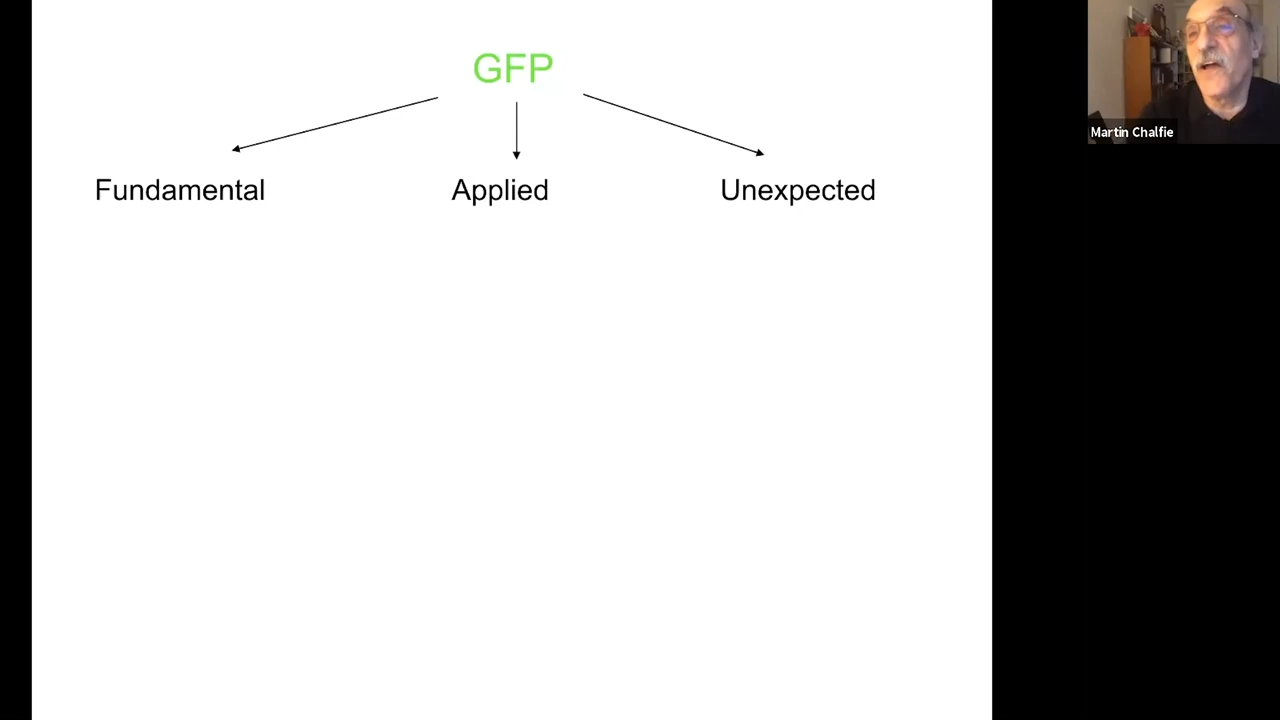 GFP
Fundamental
Applied
Unexpected
Martin Chalfie